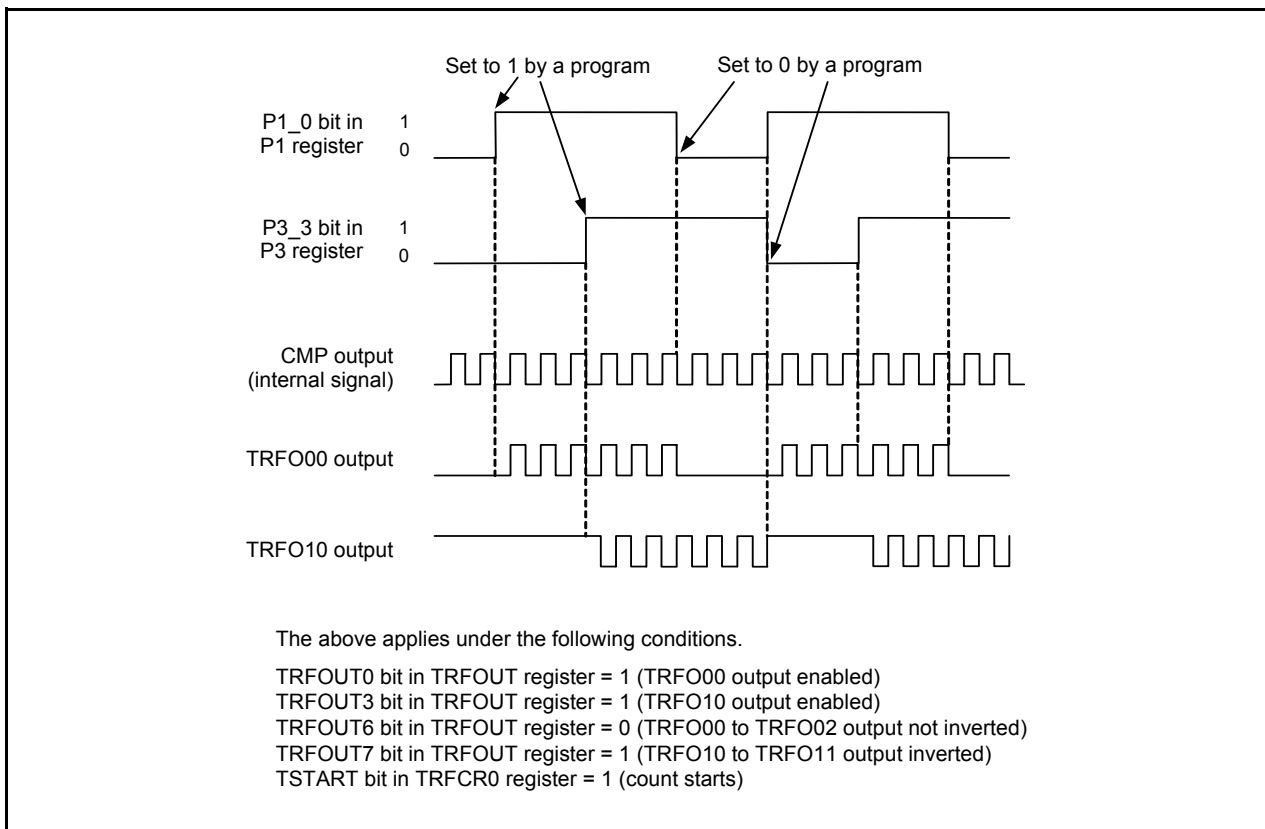 Set to 1 by a program
Set to 0 by a program
P1_0 bit in
P1 register
1
0
P3_3 bit in
P3 register
1
0
CMP output
(internal signal)
TRFO00 output
TRFO10 output
The above applies under the following conditions.
TRFOUT0 bit in TRFOUT register = 1 (TRFO00 output enabled)
TRFOUT3 bit in TRFOUT register = 1 (TRFO10 output enabled)
TRFOUT6 bit in TRFOUT register = 0 (TRFO00 to TRFO02 output not inverted)
TRFOUT7 bit in TRFOUT register = 1 (TRFO10 to TRFO11 output inverted)
TSTART bit in TRFCR0 register = 1 (count starts)